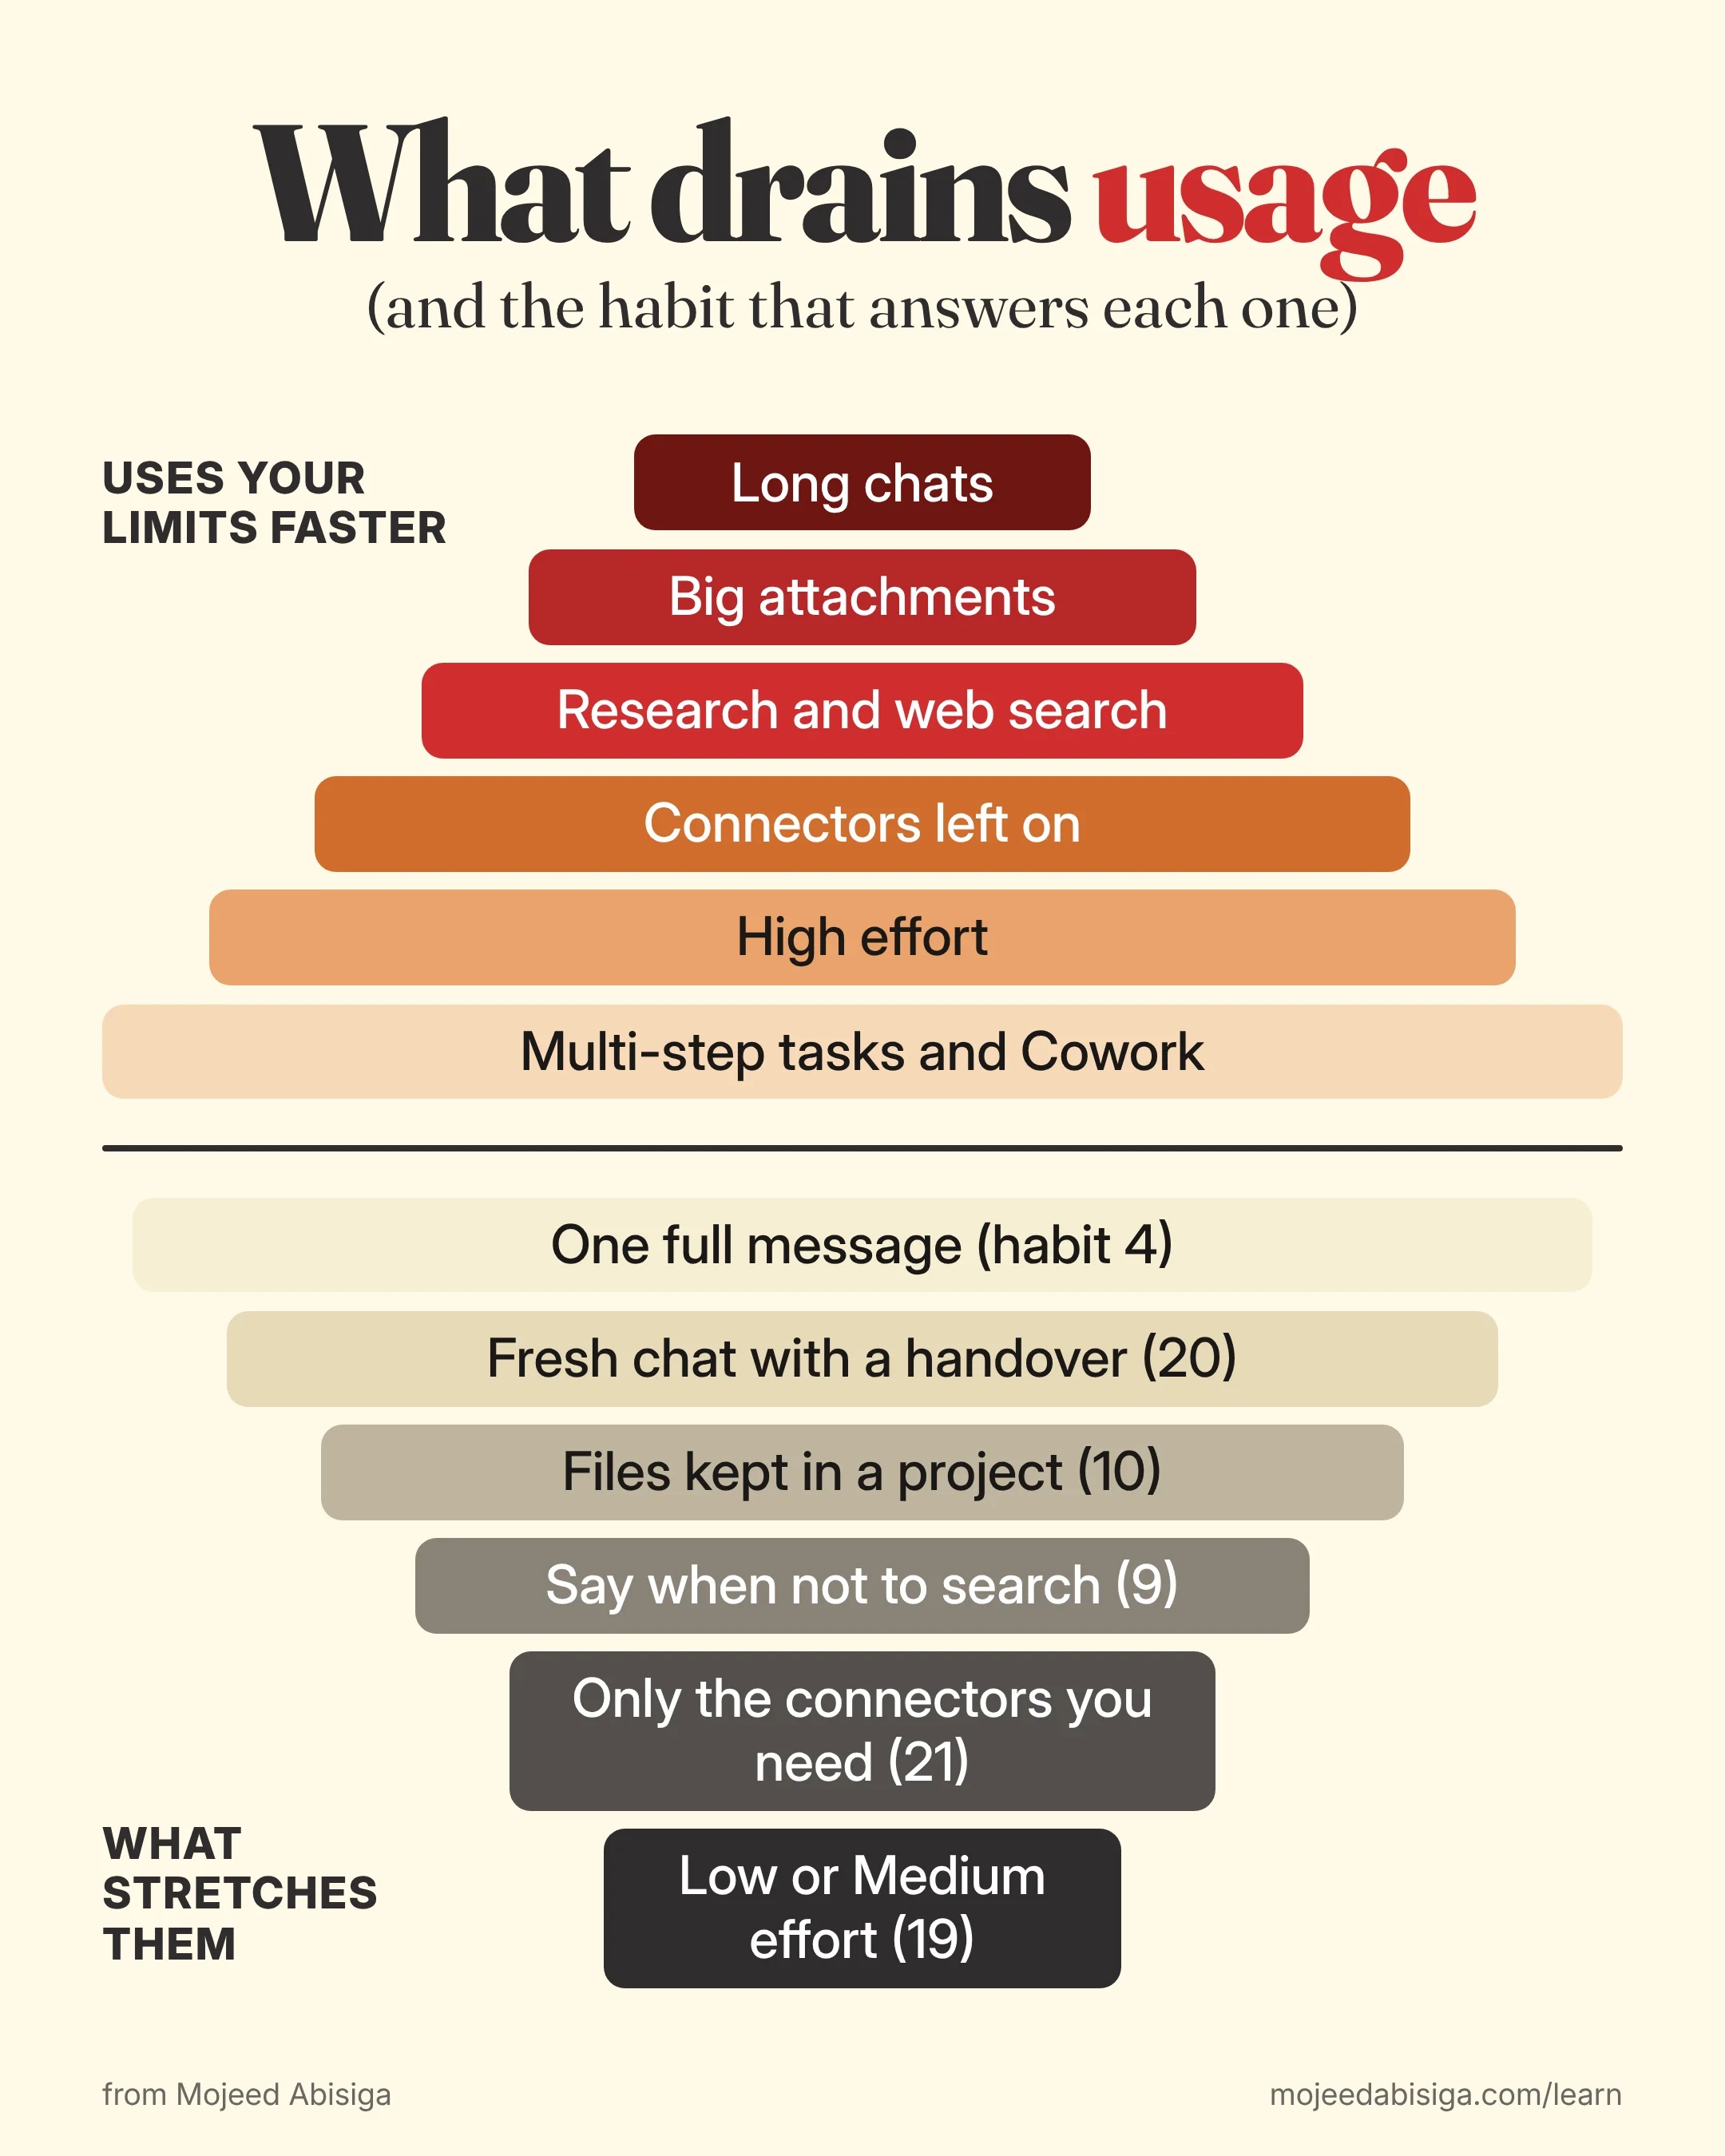 What drains usage
(and the habit that answers each one)
USES YOUR
LIMITS FASTER
Long chats
Big attachments
Research and web search
Connectors left on
High effort
Multi-step tasks and Cowork
One full message (habit 4)
Fresh chat with a handover (20)
Files kept in a project (10)
Say when not to search (9)
Only the connectors you
need (21)
WHAT
STRETCHES
THEM
Low or Medium
effort (19)
from Mojeed Abisiga
mojeedabisiga.com/learn